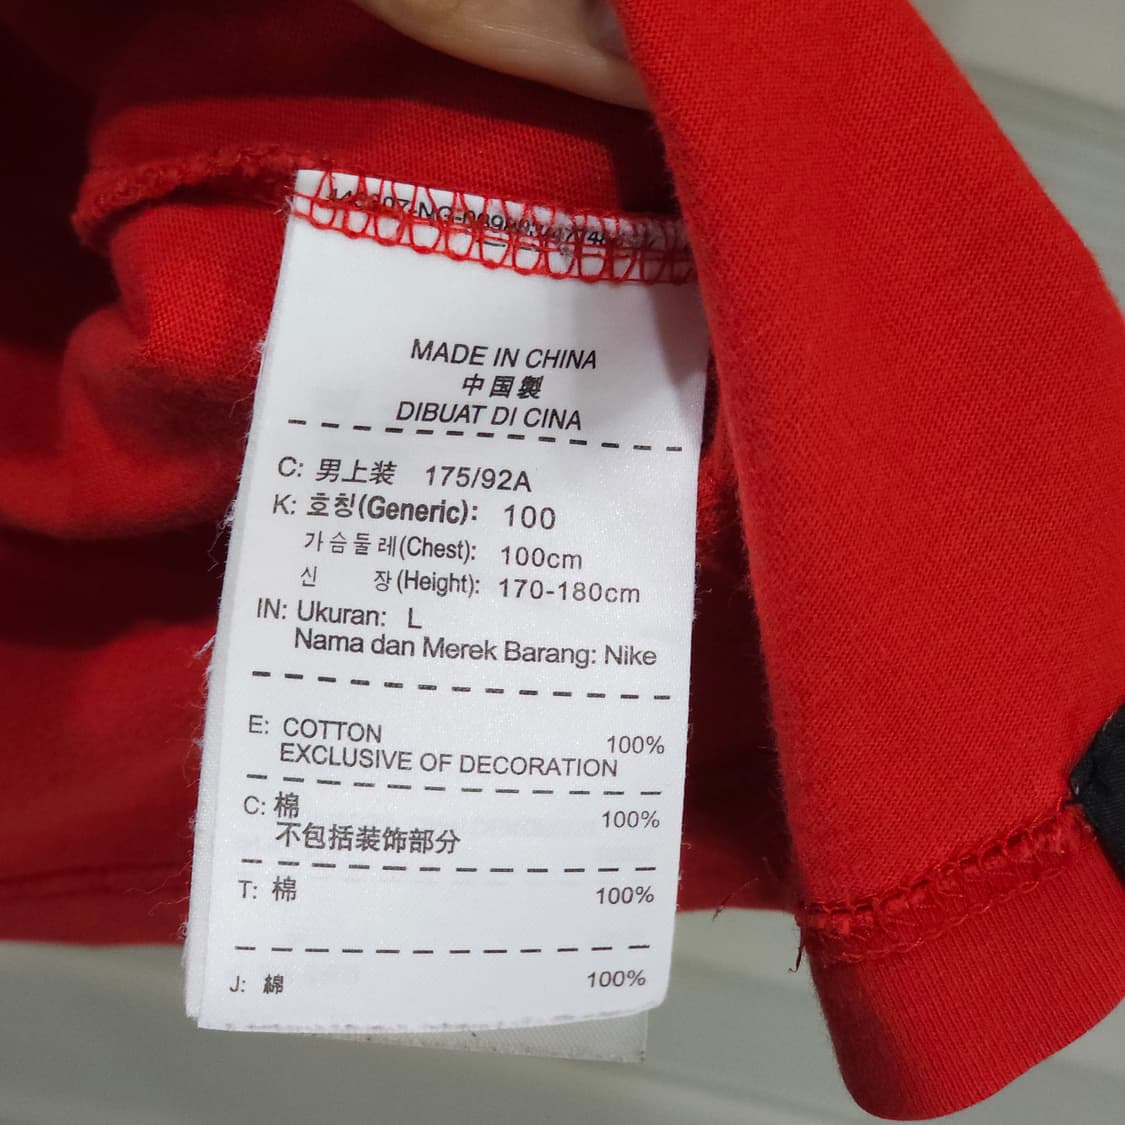 MADE IN CHINA
中国製
DIBUAT DI CINA
C: 男上装 175/92A
K: 호칭(Generic): 100
가슴둘레(Chest): 100cm
신 장(Height): 170-180cm
IN: Ukuran: L
Nama dan Merek Barang: Nike
E: COTTON 100%
EXCLUSIVE OF DECORATION
C: 棉 100%
不包括装饰部分
T: 棉 100%
J: 綿 100%